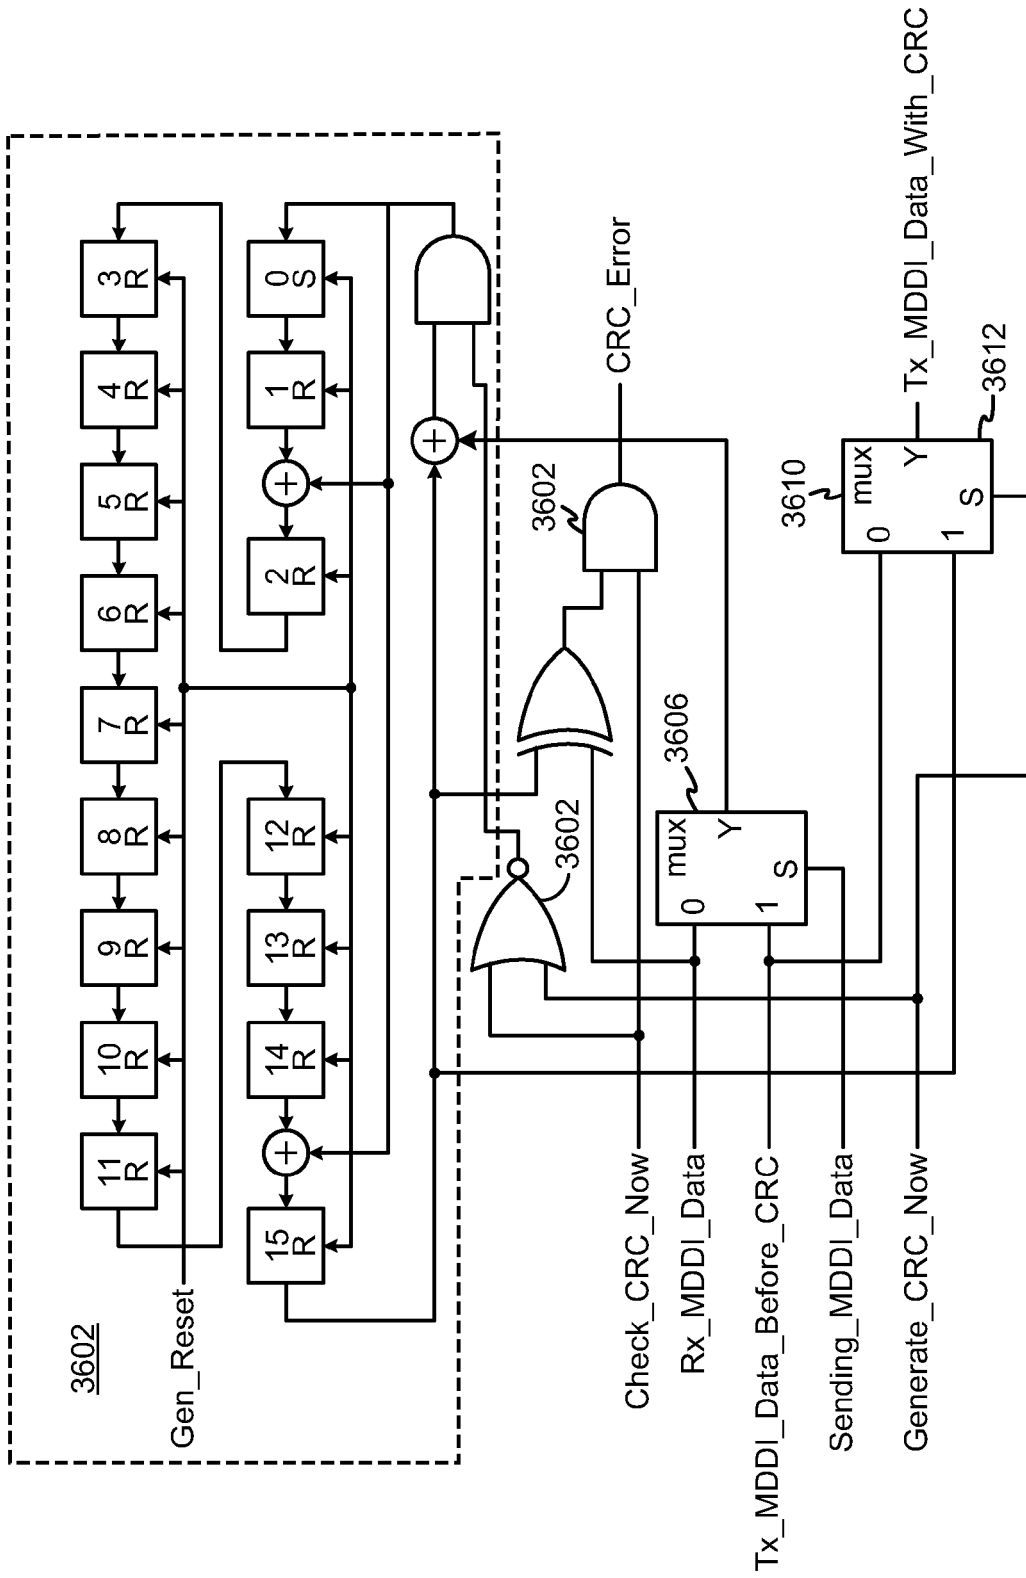 3602
Gen_Reset
11
R
10
R
9
R
8
R
7
R
6
R
5
R
4
R
3
R
15
R
+
14
R
13
R
12
R
2
R
+
1
R
0
S
+
3602
3602
CRC_Error
Check_CRC_Now
Rx_MDDI_Data
Tx_MDDI_Data_Before_CRC
Sending_MDDI_Data
Generate_CRC_Now
3606
mux
0
Y
1
S
3610
mux
0
Y
1
S
3612
Tx_MDDI_Data_With_CRC